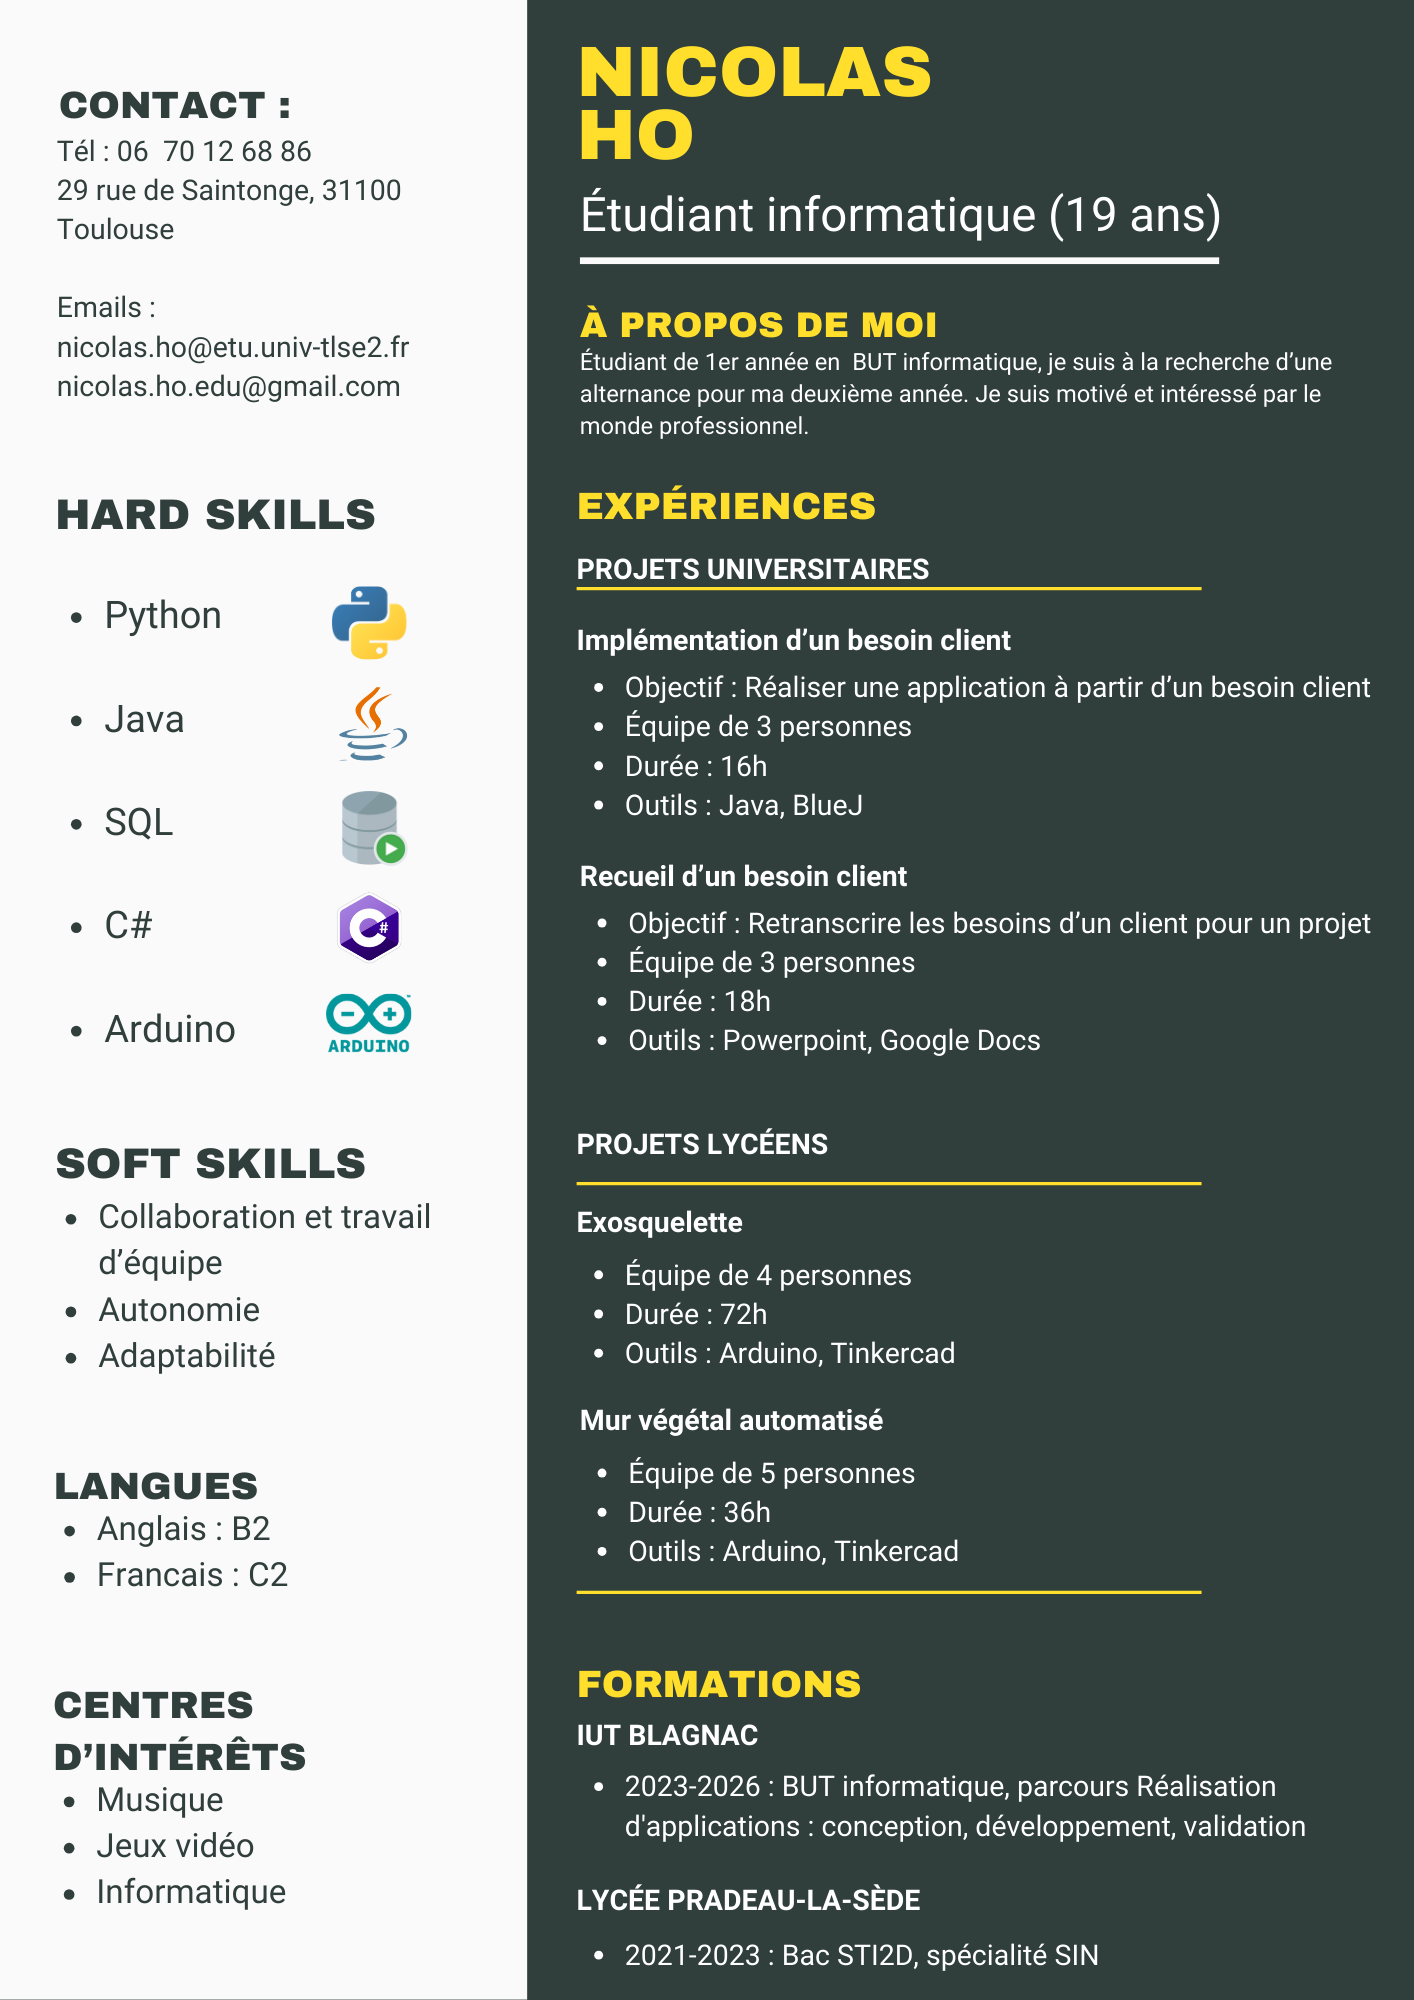 CONTACT :
Tél : 06  70 12 68 86
29 rue de Saintonge, 31100
Toulouse
Emails :
nicolas.ho@etu.univ-tlse2.fr
nicolas.ho.edu@gmail.com
HARD SKILLS
• Python
• Java
• SQL
• C#
C#
• Arduino
ARDUINO
SOFT SKILLS
• Collaboration et travail
d’équipe
• Autonomie
• Adaptabilité
LANGUES
• Anglais : B2
• Francais : C2
CENTRES
D’INTÉRÊTS
• Musique
• Jeux vidéo
• Informatique
NICOLAS
HO
Étudiant informatique (19 ans)
À PROPOS DE MOI
Étudiant de 1er année en  BUT informatique, je suis à la recherche d’une
alternance pour ma deuxième année. Je suis motivé et intéressé par le
monde professionnel.
EXPÉRIENCES
PROJETS UNIVERSITAIRES
Implémentation d’un besoin client
• Objectif : Réaliser une application à partir d’un besoin client
• Équipe de 3 personnes
• Durée : 16h
• Outils : Java, BlueJ
Recueil d’un besoin client
• Objectif : Retranscrire les besoins d’un client pour un projet
• Équipe de 3 personnes
• Durée : 18h
• Outils : Powerpoint, Google Docs
PROJETS LYCÉENS
Exosquelette
• Équipe de 4 personnes
• Durée : 72h
• Outils : Arduino, Tinkercad
Mur végétal automatisé
• Équipe de 5 personnes
• Durée : 36h
• Outils : Arduino, Tinkercad
FORMATIONS
IUT BLAGNAC
• 2023-2026 : BUT informatique, parcours Réalisation
d'applications : conception, développement, validation
LYCÉE PRADEAU-LA-SÈDE
• 2021-2023 : Bac STI2D, spécialité SIN